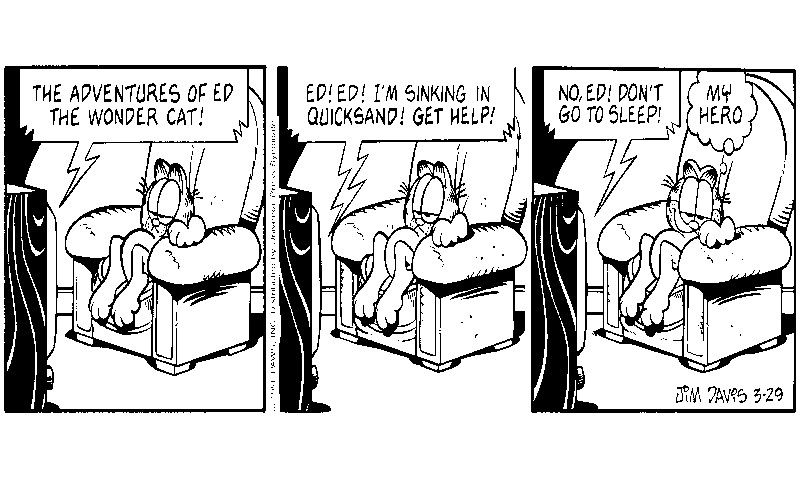 THE ADVENTURES OF ED
THE WONDER CAT!
ED! ED! I'M SINKING IN
QUICKSAND! GET HELP!
NO, ED! DON'T
GO TO SLEEP!
MY
HERO
JIM DAVIS 3-29